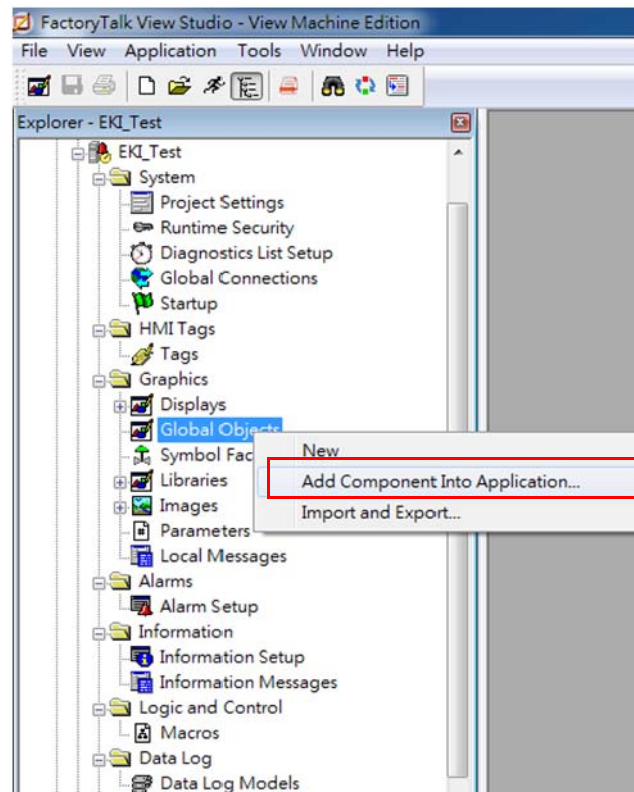 FactoryTalk View Studio - View Machine Edition
File View Application Tools Window Help
Explorer - EKI_Test
EKI_Test
System
Project Settings
Runtime Security
Diagnostics List Setup
Global Connections
Startup
HMI Tags
Tags
Graphics
Displays
Global Objects
New
Symbol Fac
Libraries
Add Component Into Application...
Images
Import and Export...
Parameters
Local Messages
Alarms
Alarm Setup
Information
Information Setup
Information Messages
Logic and Control
Macros
Data Log
Data Log Models